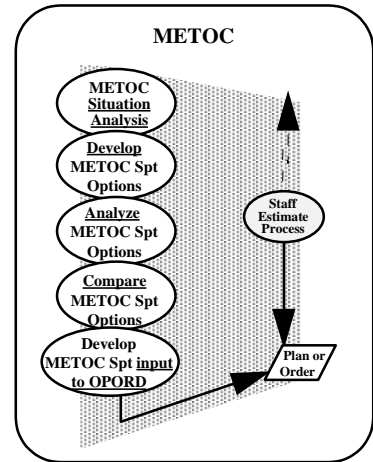 METOC
METOC
Situation
Analysis
Develop
METOC Spt
Options
Analyze
METOC Spt
Options
Compare
METOC Spt
Options
Develop
METOC Spt input
to OPORD
Staff
Estimate
Process
Plan or
Order